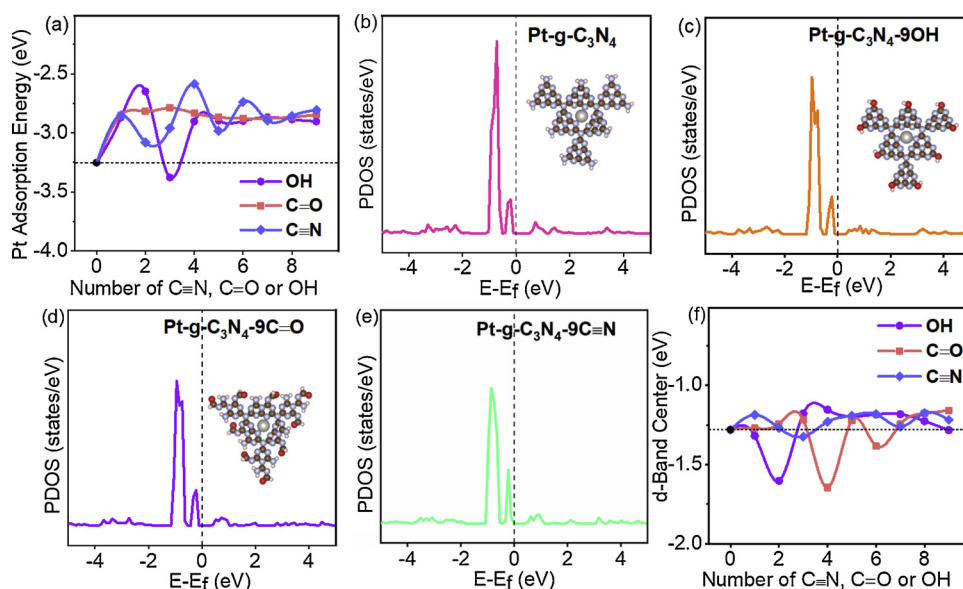 (a)
Pt Adsorption Energy (eV)
-2.5
-3.0
-3.5
-4.0
OH
C=O
C≡N
0 2 4 6 8
Number of C≡N, C=O or OH
(b)
Pt-g-C₃N₄
PDOS (states/eV)
-4 -2 0 2 4
E-E_f (eV)
(c)
Pt-g-C₃N₄-9OH
PDOS (states/eV)
-4 -2 0 2 4
E-E_f (eV)
(d)
Pt-g-C₃N₄-9C=O
PDOS (states/eV)
-4 -2 0 2 4
E-E_f (eV)
(e)
Pt-g-C₃N₄-9C≡N
PDOS (states/eV)
-4 -2 0 2 4
E-E_f (eV)
(f)
d-Band Center (eV)
-1.0
-1.5
-2.0
OH
C=O
C≡N
0 2 4 6 8
Number of C≡N, C=O or OH